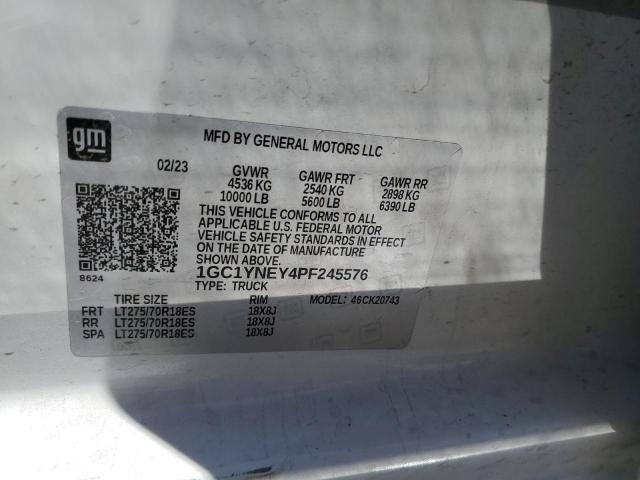 gm
MFD BY GENERAL MOTORS LLC
02/23 GVWR GAWR FRT GAWR RR
4536 KG 2540 KG 2898 KG
10000 LB 5600 LB 6390 LB
THIS VEHICLE CONFORMS TO ALL
APPLICABLE U.S. FEDERAL MOTOR
VEHICLE SAFETY STANDARDS IN EFFECT
ON THE DATE OF MANUFACTURE
SHOWN ABOVE.
8624
1GC1YNEY4PF245576
TYPE: TRUCK
TIRE SIZE RIM MODEL: 46CK20743
FRT LT275/70R18ES 18X8J
RR LT275/70R18ES 18X8J
SPA LT275/70R18ES 18X8J